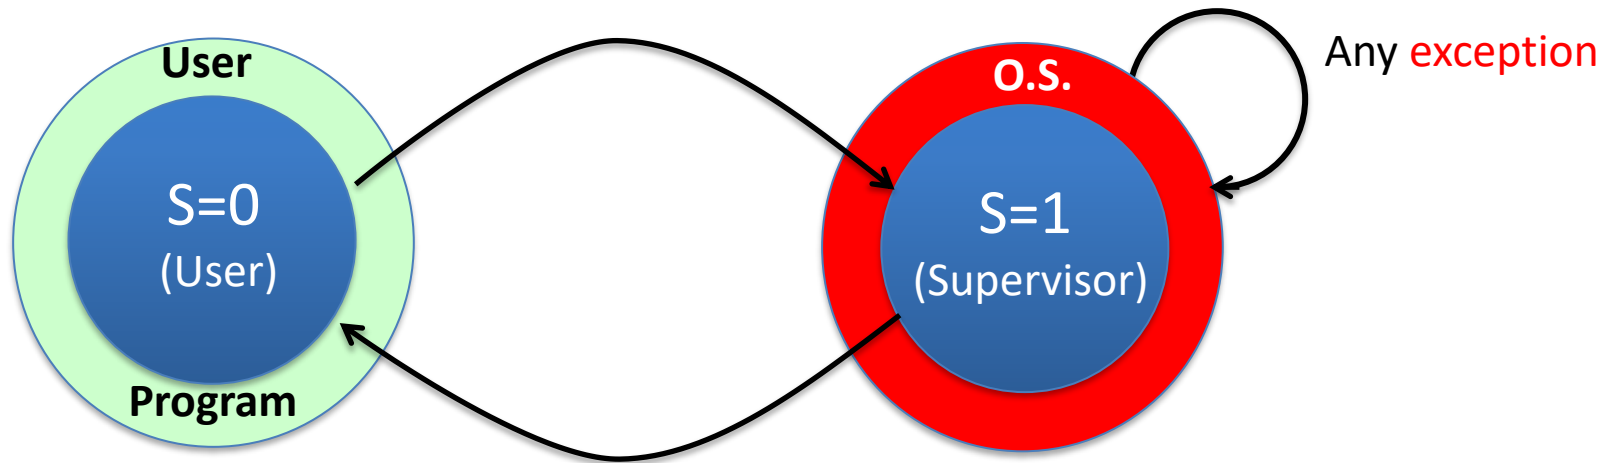 User
S=0
(User)
Program
O.S.
S=1
(Supervisor)
Any exception